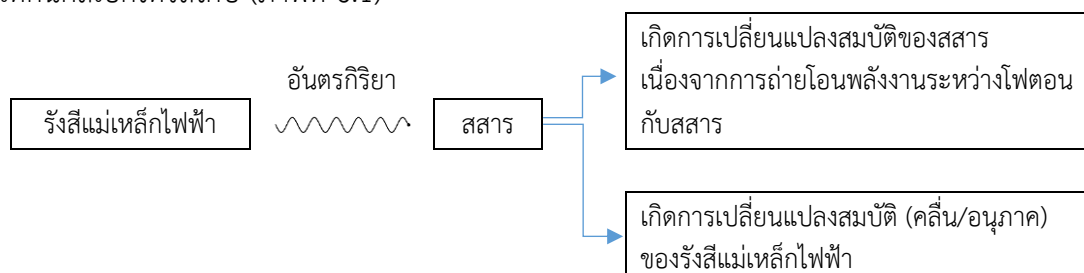 เกิดการเปลี่ยนแปลงสมบัติของสสาร
เนื่องจากการถ่ายโอนพลังงานระหว่างโฟตอน
กับสสาร
อันตรกิริยา
รังสีแม่เหล็กไฟฟ้า
สสาร
เกิดการเปลี่ยนแปลงสมบัติ (คลื่น/อนุภาค)
ของรังสีแม่เหล็กไฟฟ้า